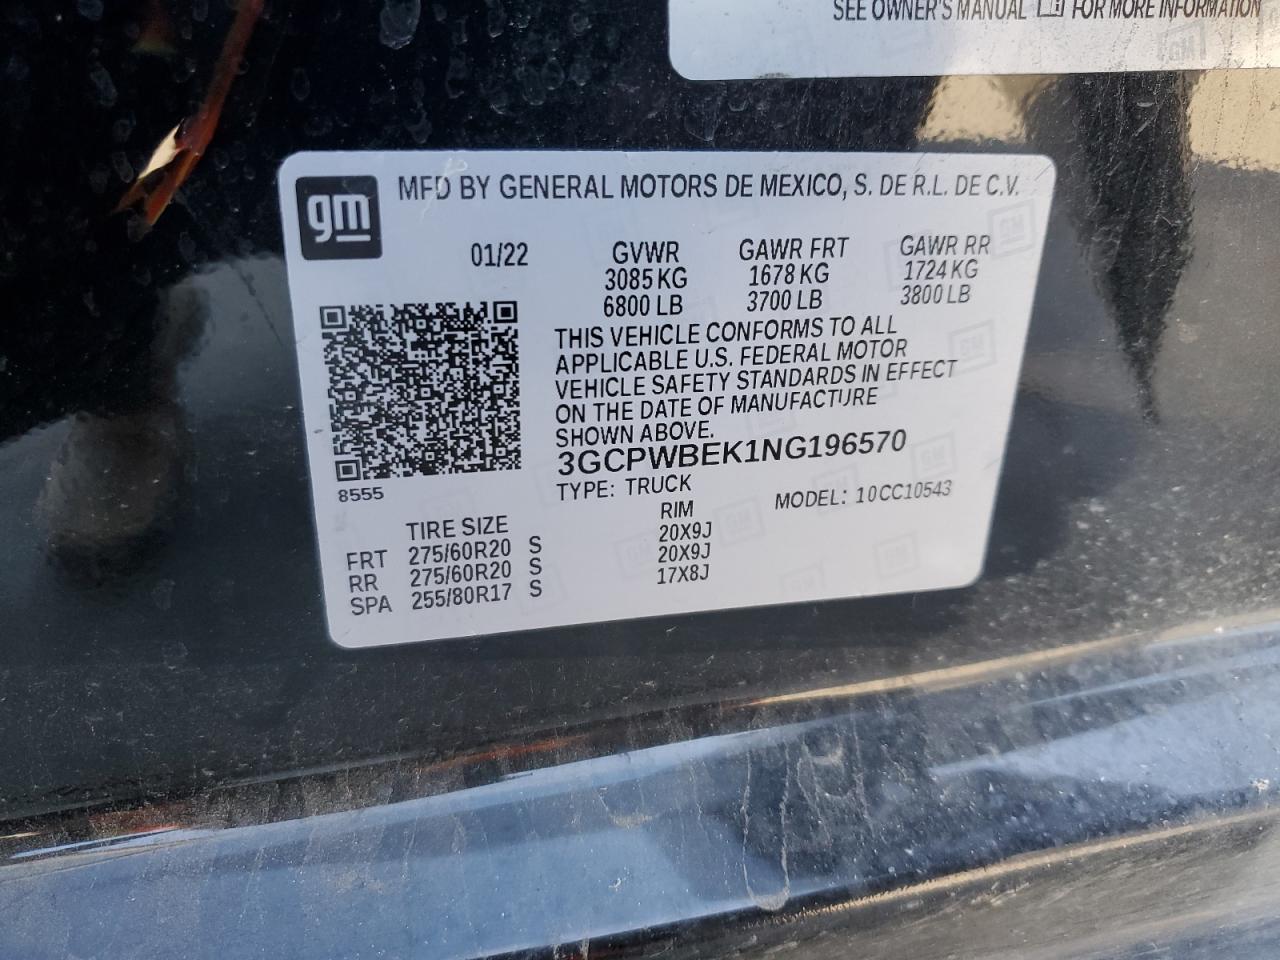 SEE OWNER'S MANUAL FOR MORE INFORMATION
gm
MFD BY GENERAL MOTORS DE MEXICO, S. DE R.L. DE C.V.
01/22 GVWR GAWR FRT GAWR RR
3085 KG 1678 KG 1724 KG
6800 LB 3700 LB 3800 LB
THIS VEHICLE CONFORMS TO ALL
APPLICABLE U.S. FEDERAL MOTOR
VEHICLE SAFETY STANDARDS IN EFFECT
ON THE DATE OF MANUFACTURE
SHOWN ABOVE.
3GCPWBEK1NG196570
8555
TYPE: TRUCK MODEL: 10CC10543
TIRE SIZE RIM
FRT 275/60R20 S 20X9J
RR 275/60R20 S 20X9J
SPA 255/80R17 S 17X8J